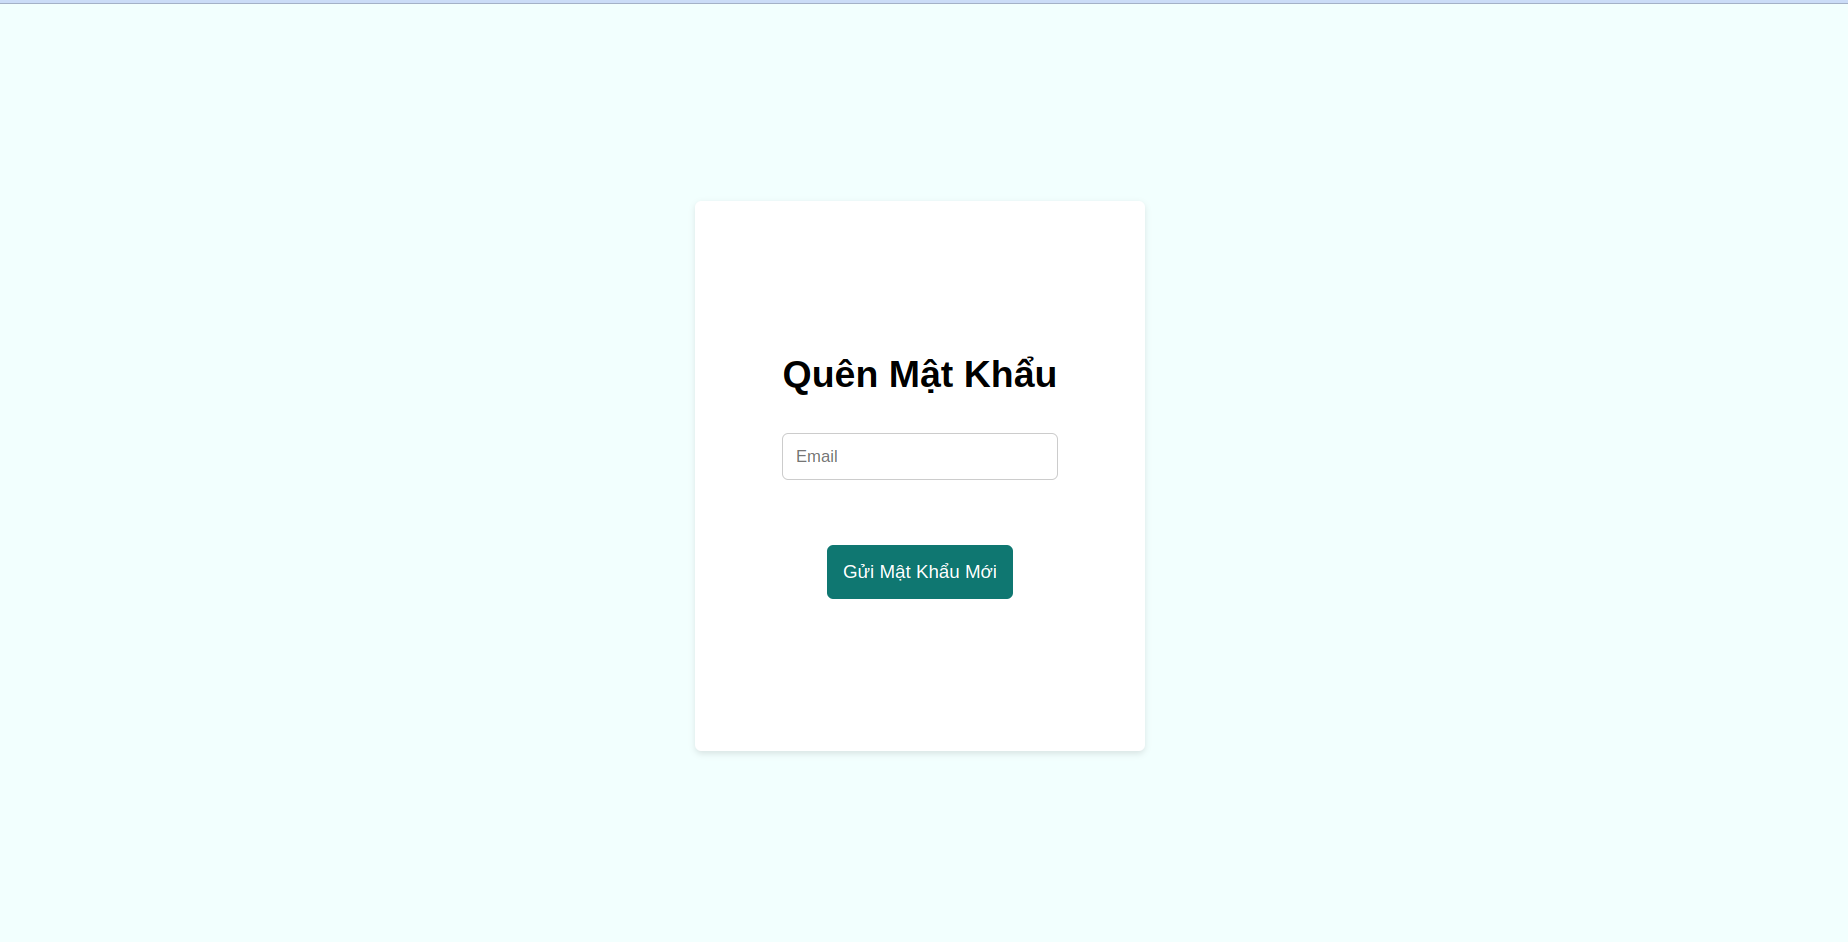 Quên Mật Khẩu
Email
Gửi Mật Khẩu Mới